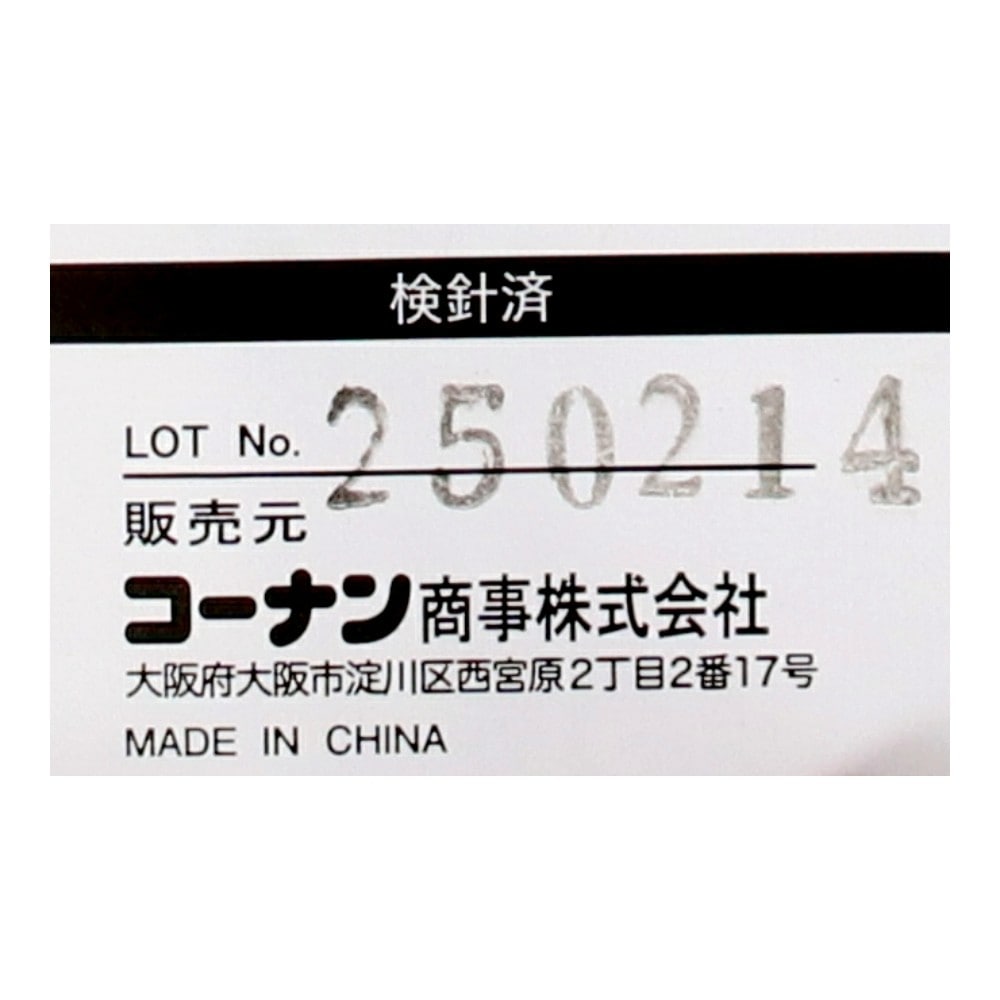 検針済
LOT No. 250214
販売元
コーナン商事株式会社
大阪府大阪市淀川区西宮原2丁目2番17号
MADE IN CHINA